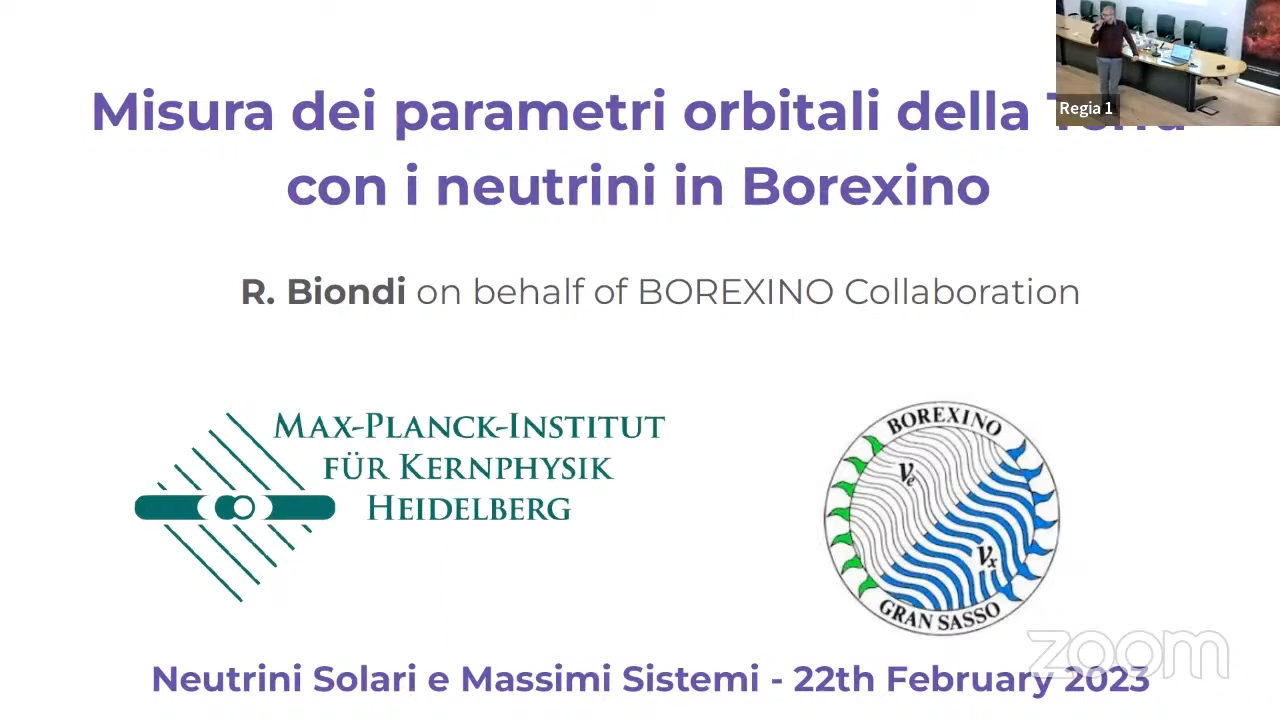 Misura dei parametri orbitali della
con i neutrini in Borexino
R. Biondi on behalf of BOREXINO Collaboration
MAX-PLANCK-INSTITUT
FÜR KERNPHYSIK
HEIDELBERG
BOREXINO
νe
νx
GRAN SASSO
Neutrini Solari e Massimi Sistemi - 22th February 2023
Regia 1
zoom